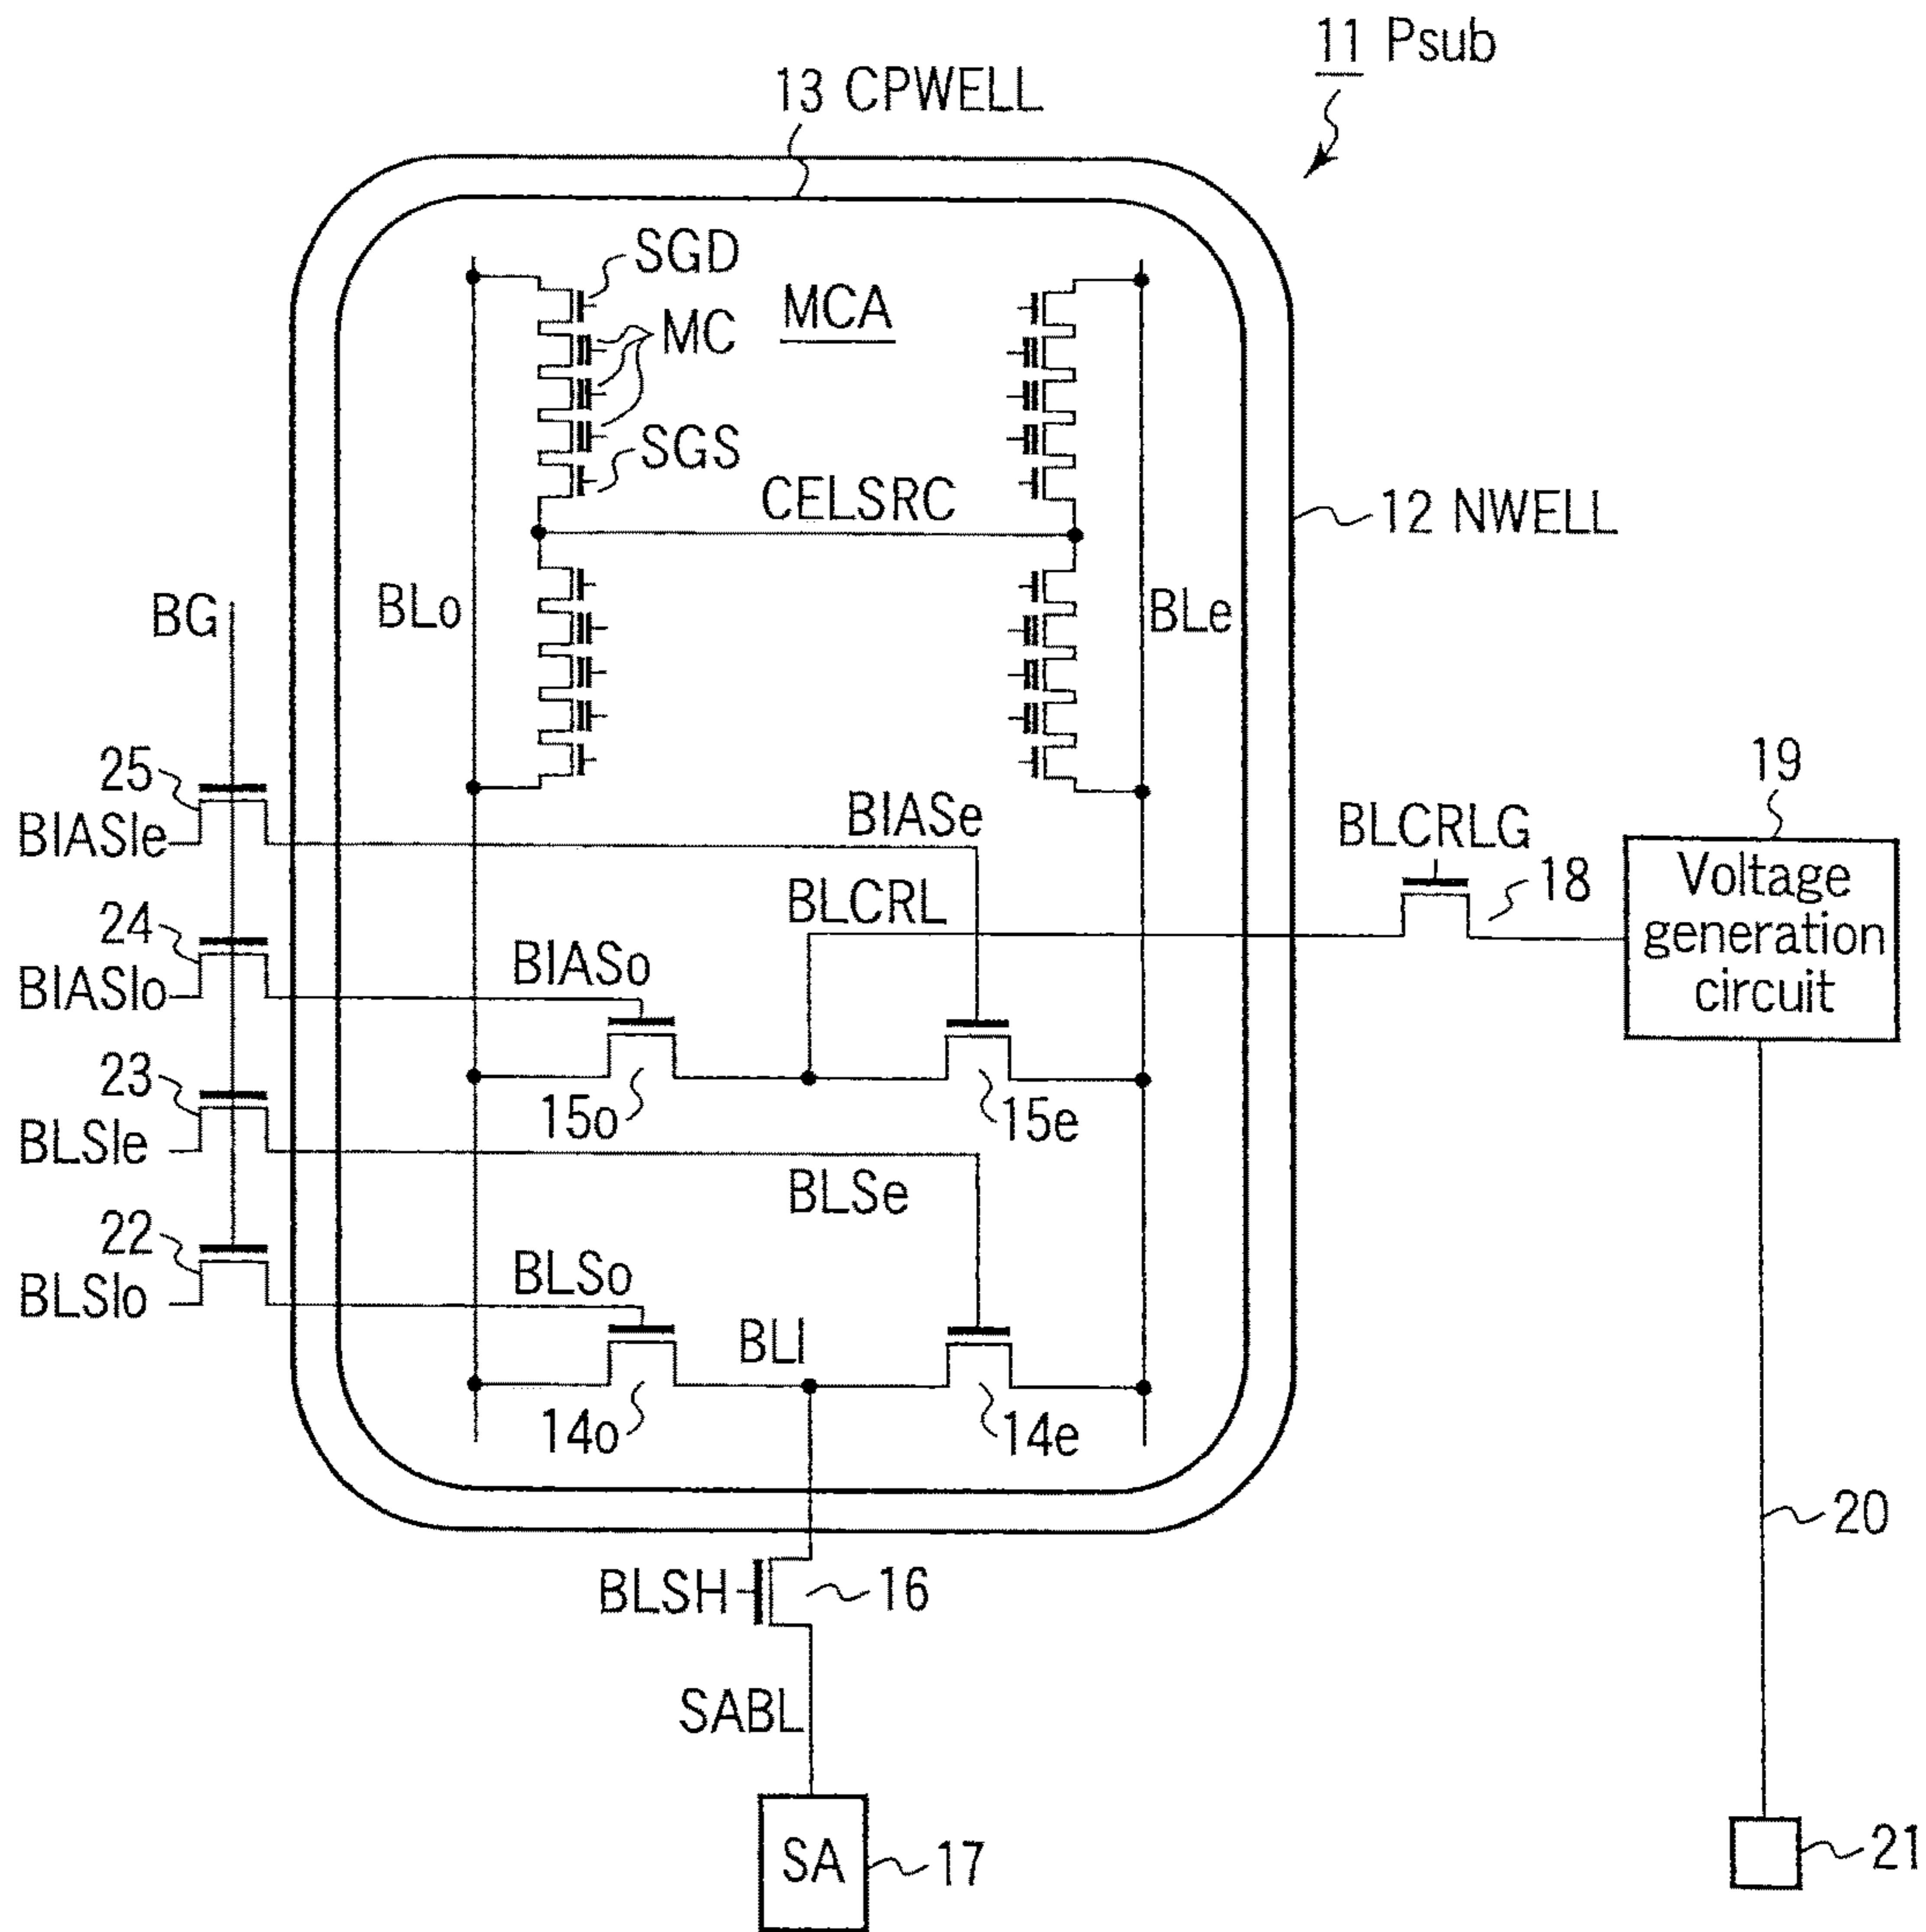 11 Psub
13 CPWELL
SGD
MC
MCA
SGS
CELSRC
12 NWELL
BLo
BLe
BG
25
BIASIe
BIASe
BLCRLG
18
19
Voltage
generation
circuit
24
BIASIo
BIASo
BLCRL
23
BLSIe
15o
15e
BLSe
22
BLSIo
BLSo
BLI
14o
14e
20
BLSH
16
SABL
SA
17
21